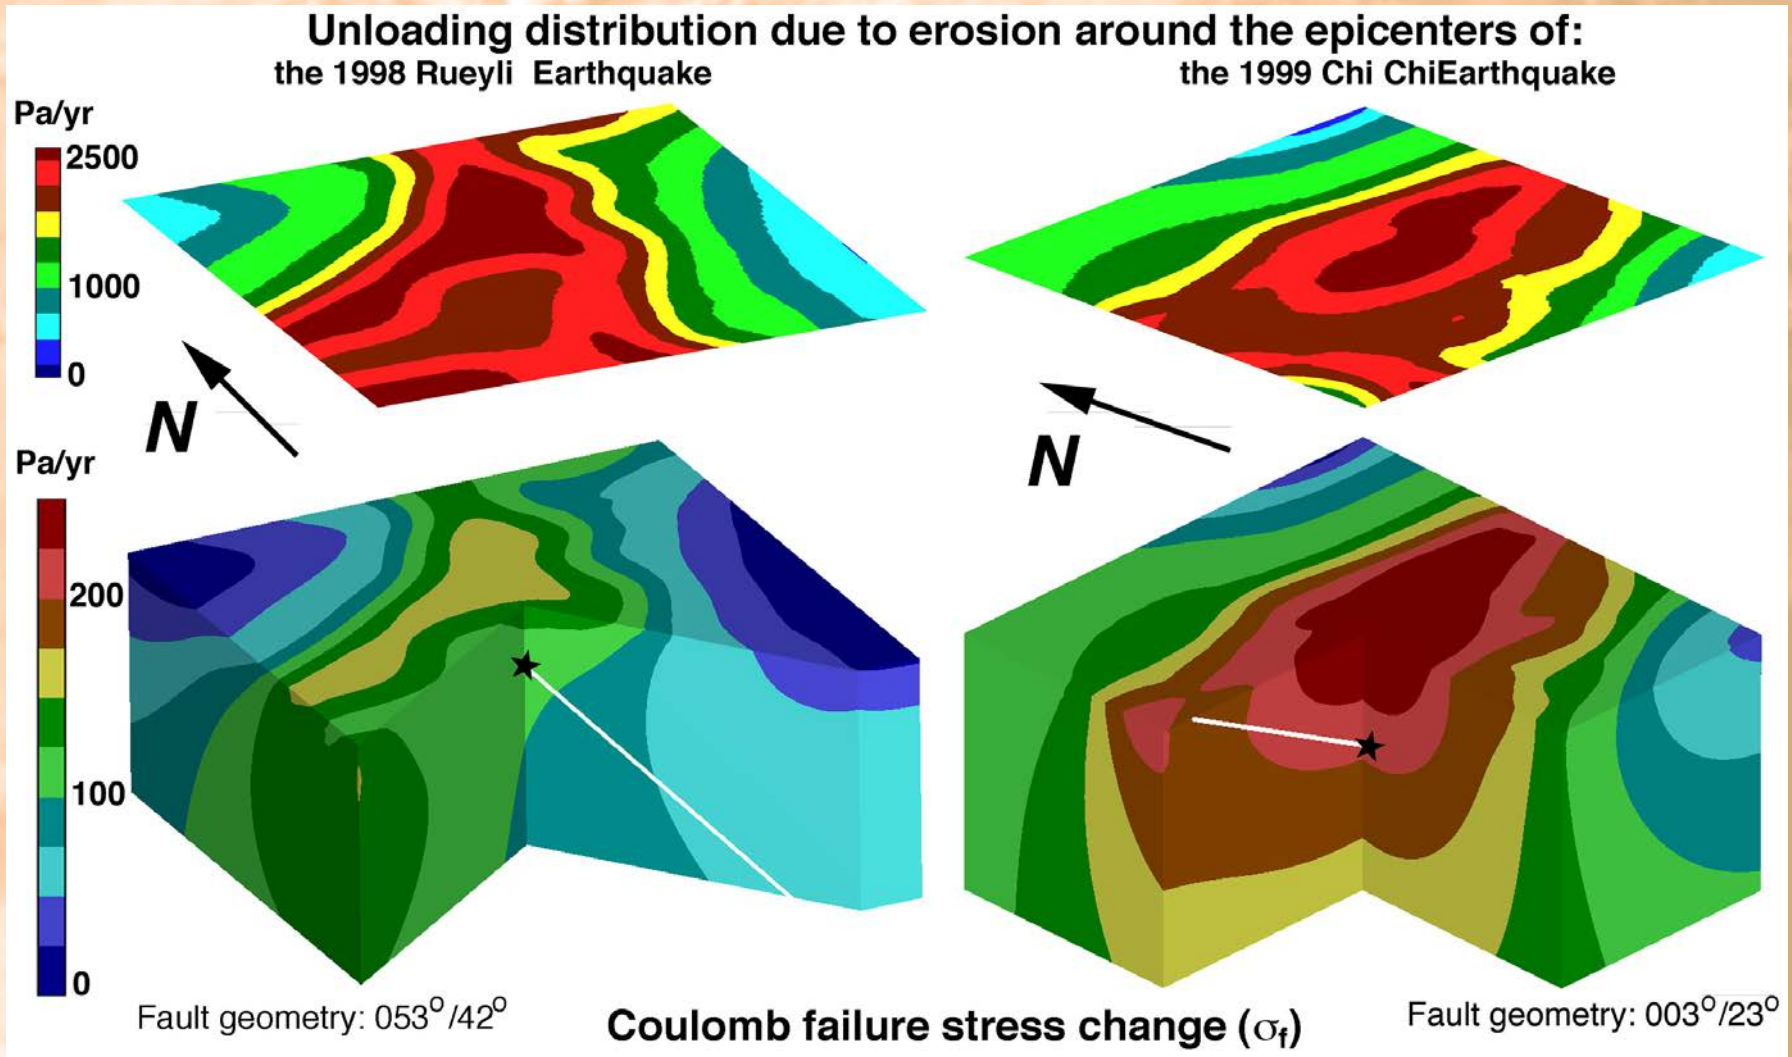 Unloading distribution due to erosion around the epicenters of:
the 1998 Rueyli Earthquake
the 1999 Chi ChiEarthquake
Pa/yr
2500
1000
0
N
N
Pa/yr
200
100
0
Fault geometry: 053°/42°
Coulomb failure stress change (σf)
Fault geometry: 003°/23°